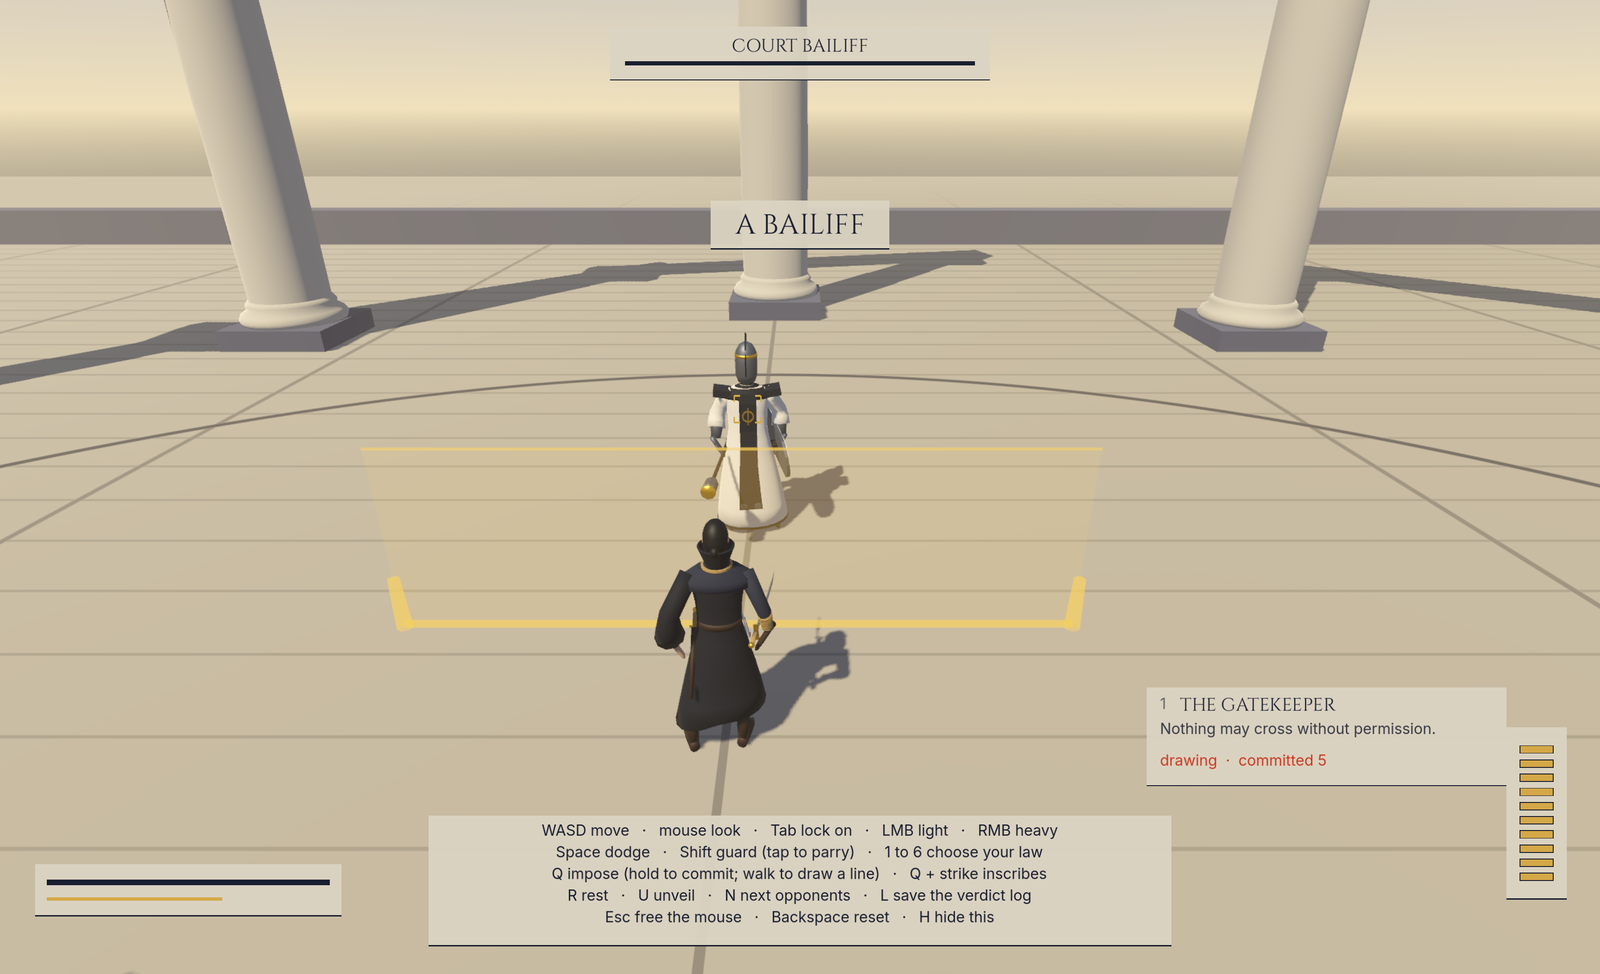 COURT BAILIFF
A BAILIFF
1 THE GATEKEEPER
Nothing may cross without permission.
drawing · committed 5
WASD move · mouse look · Tab lock on · LMB light · RMB heavy
Space dodge · Shift guard (tap to parry) · 1 to 6 choose your law
Q impose (hold to commit; walk to draw a line) · Q + strike inscribes
R rest · U unveil · N next opponents · L save the verdict log
Esc free the mouse · Backspace reset · H hide this